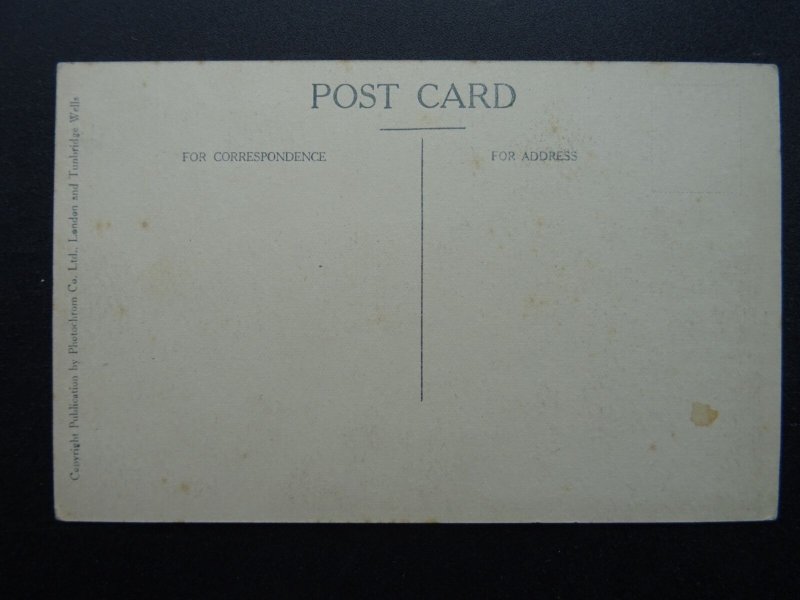 POST CARD
FOR CORRESPONDENCE
FOR ADDRESS
Copyright Publication by Photochrom Co. Ltd., London and Tunbridge Wells